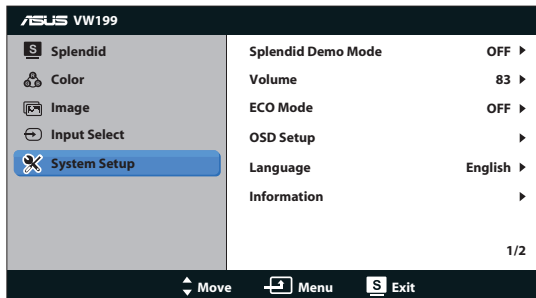 ASUS VW199
S Splendid
Color
Image
Input Select
System Setup
Splendid Demo Mode OFF
Volume 83
ECO Mode OFF
OSD Setup
Language English
Information
1/2
Move Menu S Exit